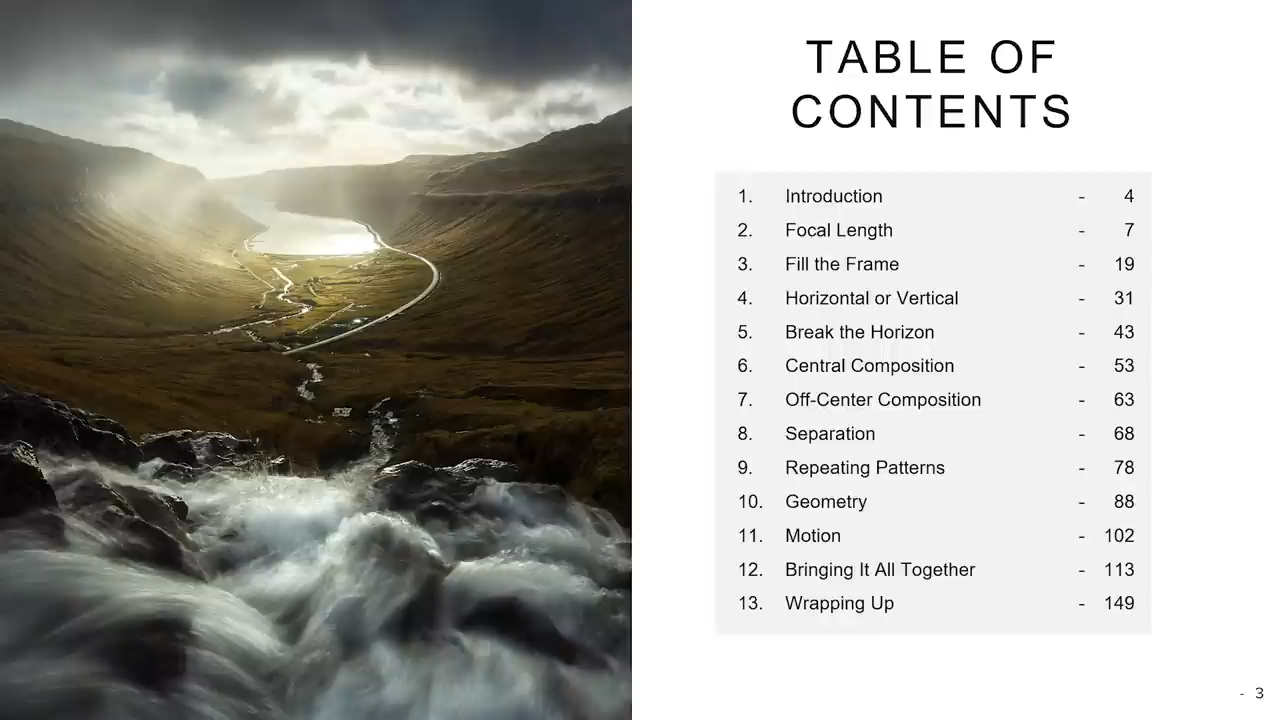 TABLE OF
CONTENTS
1. Introduction - 4
2. Focal Length - 7
3. Fill the Frame - 19
4. Horizontal or Vertical - 31
5. Break the Horizon - 43
6. Central Composition - 53
7. Off-Center Composition - 63
8. Separation - 68
9. Repeating Patterns - 78
10. Geometry - 88
11. Motion - 102
12. Bringing It All Together - 113
13. Wrapping Up - 149
- 3